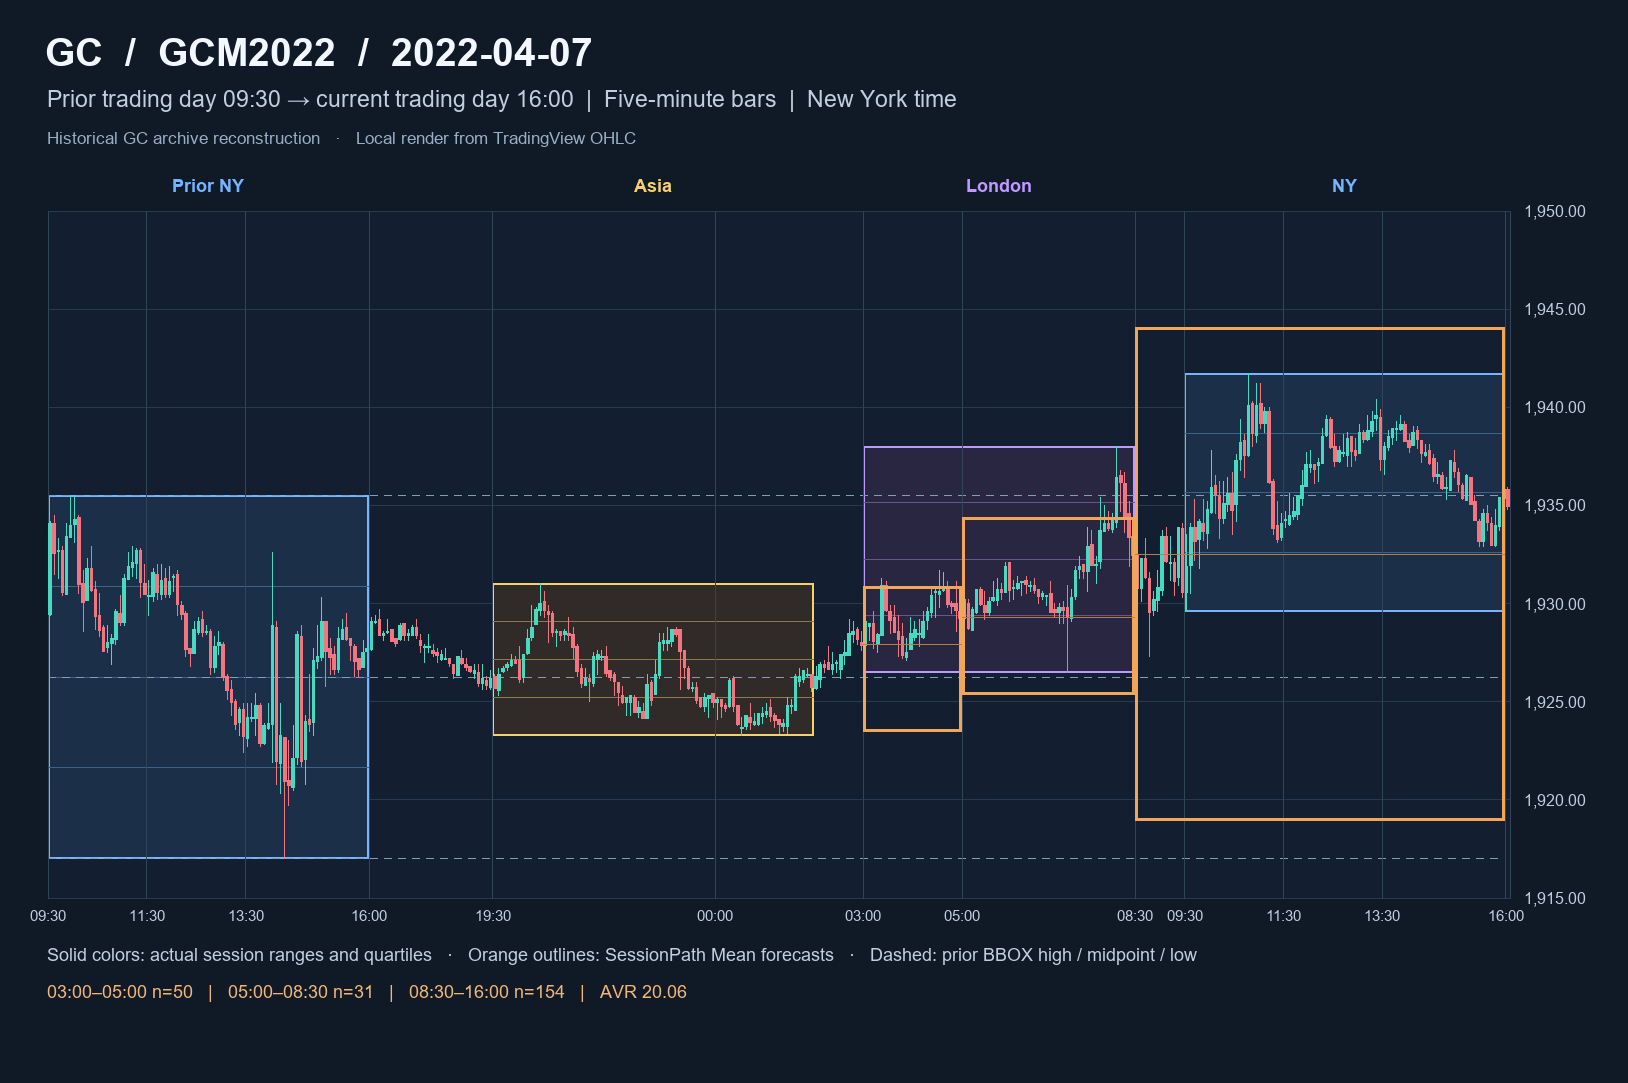 GC / GCM2022 / 2022-04-07
Prior trading day 09:30 → current trading day 16:00 | Five-minute bars | New York time
Historical GC archive reconstruction · Local render from TradingView OHLC
Prior NY Asia London NY
1,950.00
1,945.00
1,940.00
1,935.00
1,930.00
1,925.00
1,920.00
1,915.00
09:30 11:30 13:30 16:00 19:30 00:00 03:00 05:00 08:30 09:30 11:30 13:30 16:00
Solid colors: actual session ranges and quartiles · Orange outlines: SessionPath Mean forecasts · Dashed: prior BBOX high / midpoint / low
03:00–05:00 n=50 | 05:00–08:30 n=31 | 08:30–16:00 n=154 | AVR 20.06